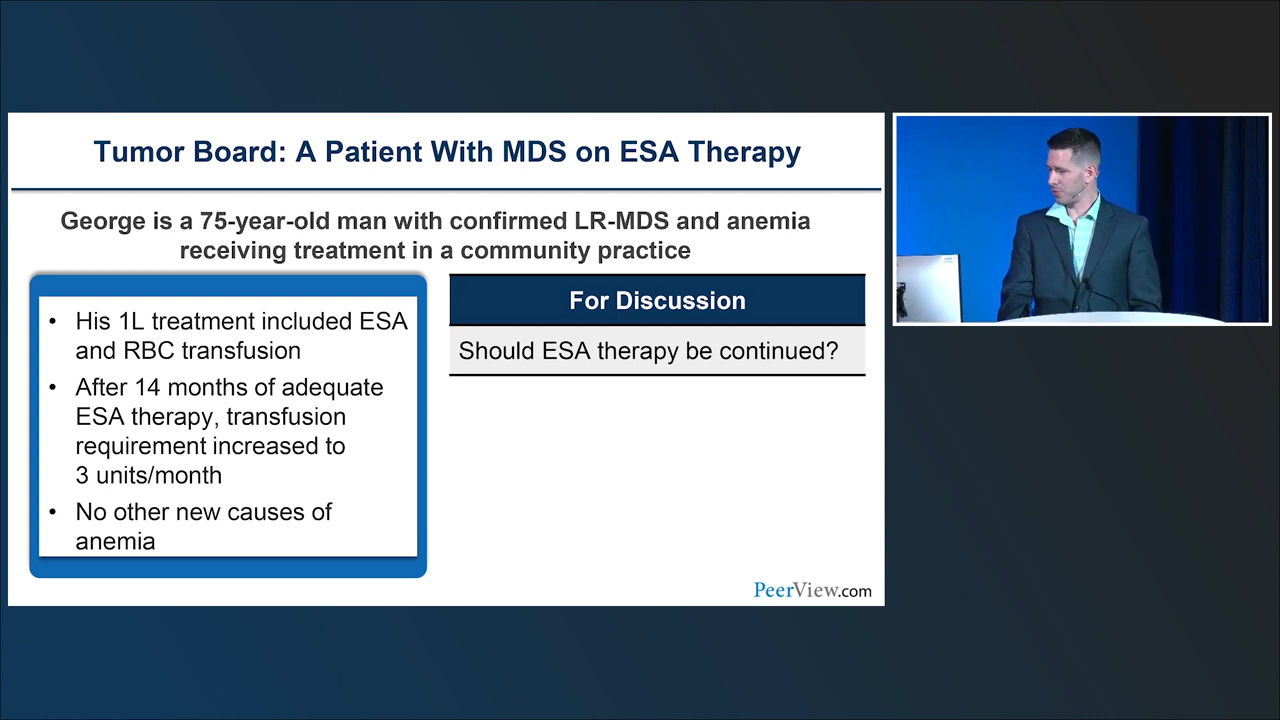 Tumor Board: A Patient With MDS on ESA Therapy
George is a 75-year-old man with confirmed LR-MDS and anemia
receiving treatment in a community practice
• His 1L treatment included ESA
and RBC transfusion
• After 14 months of adequate
ESA therapy, transfusion
requirement increased to
3 units/month
• No other new causes of
anemia
For Discussion
Should ESA therapy be continued?
PeerView.com